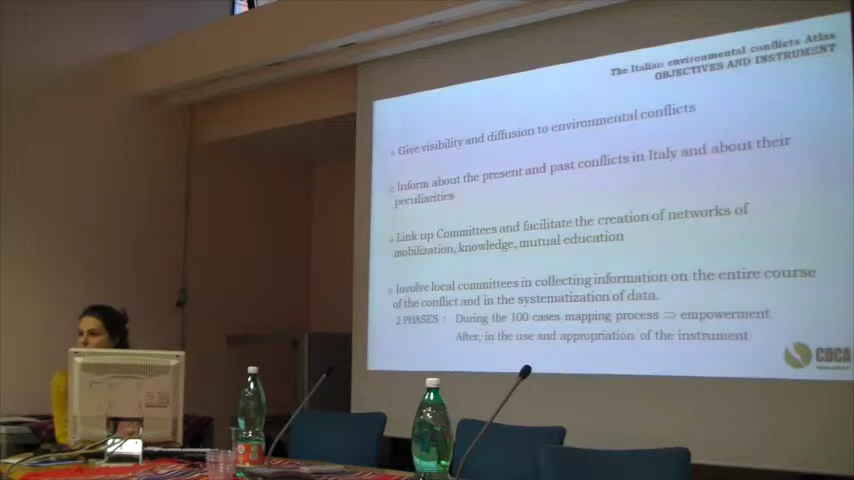 The Italian environmental conflicts Atlas
OBJECTIVES AND INSTRUMENT
Give visibility and diffusion to environmental conflicts
Inform about the present and past conflicts in Italy and about their
peculiarities
Link up Committees and facilitate the creation of networks of
mobilization, knowledge, mutual education
Involve local committees in collecting information on the entire course
of the conflict and in the systematization of data.
2 PHASES : During the 100 cases mapping process ⊃ empowerment
After, in the use and appropriation of the instrument
CDCA